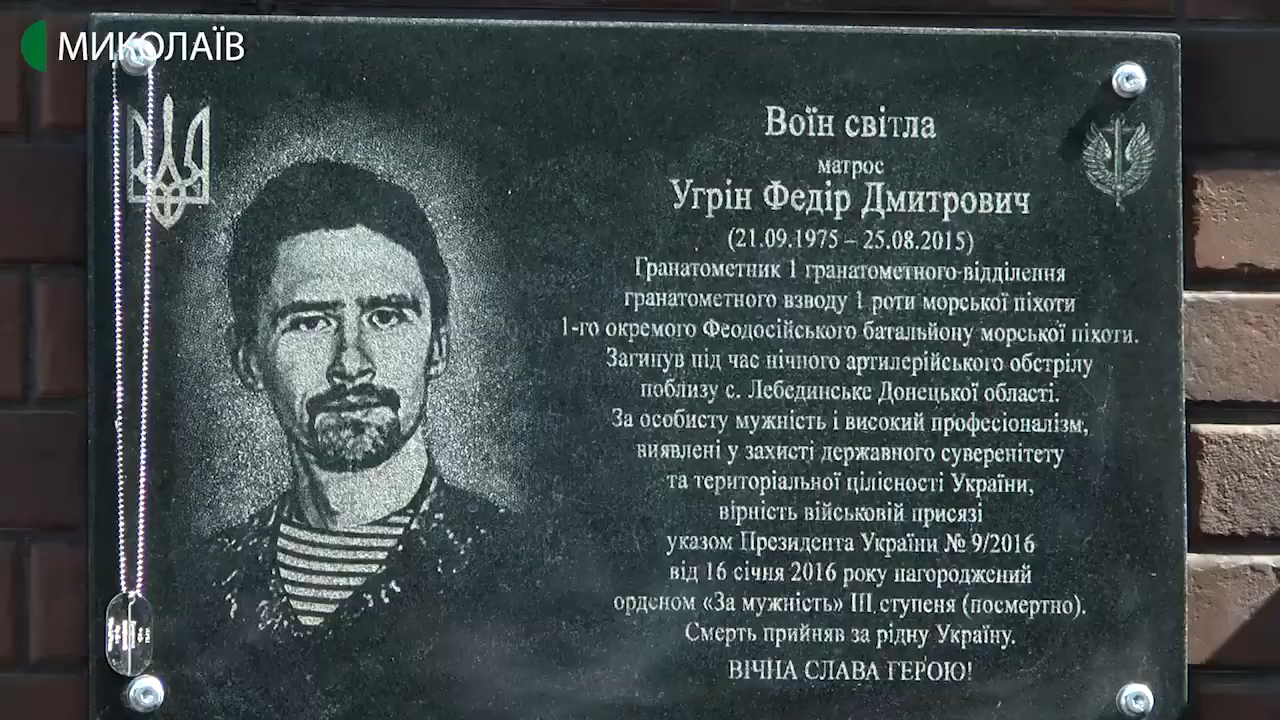 МИКОЛАЇВ
Воїн світла
матрос
Угрін Федір Дмитрович
(21.09.1975 – 25.08.2015)
Гранатометник 1 гранатометного відділення
гранатометного взводу 1 роти морської піхоти
1-го окремого Феодосійського батальйону морської піхоти.
Загинув під час нічного артилерійського обстрілу
поблизу с. Лебединське Донецької області.
За особисту мужність і високий професіоналізм,
виявлені у захисті державного суверенітету
та територіальної цілісності України,
вірність військовій присязі
указом Президента України № 9/2016
від 16 січня 2016 року нагороджений
орденом «За мужність» ІІІ ступеня (посмертно).
Смерть прийняв за рідну Україну.
ВІЧНА СЛАВА ГЕРОЮ!